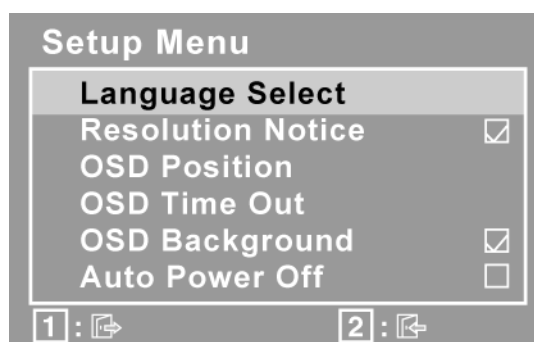 Setup Menu
Language Select
Resolution Notice
OSD Position
OSD Time Out
OSD Background
Auto Power Off
1 : 2 :